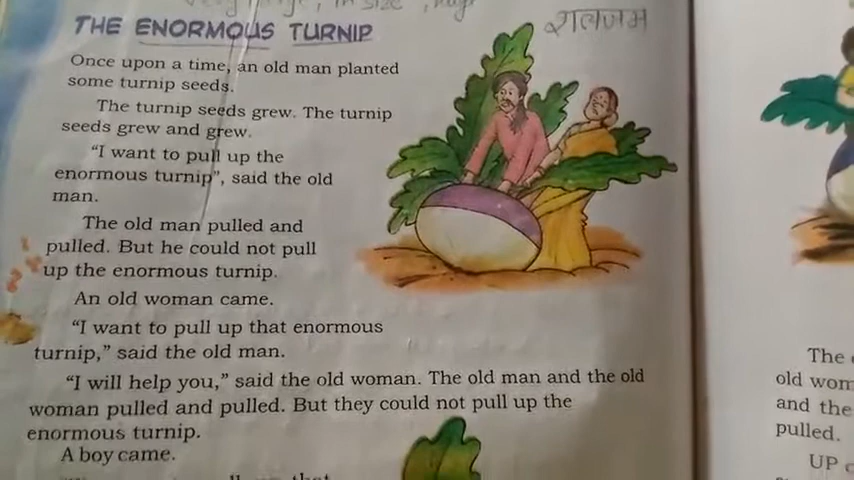 very large, in size, huge
THE ENORMOUS TURNIP
शलजम
Once upon a time, an old man planted
some turnip seeds.
The turnip seeds grew. The turnip
seeds grew and grew.
"I want to pull up the
enormous turnip", said the old
man.
The old man pulled and
pulled. But he could not pull
up the enormous turnip.
An old woman came.
"I want to pull up that enormous
turnip," said the old man.
"I will help you," said the old woman. The old man and the old
woman pulled and pulled. But they could not pull up the
enormous turnip.
A boy came.
The
old wom
and the
pulled.
UP